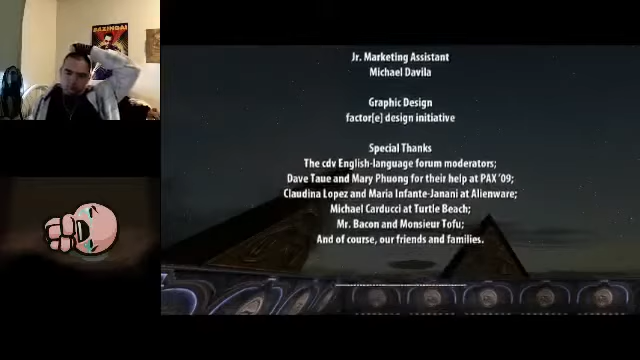 BAZINGA!
Jr. Marketing Assistant
Michael Davila
Graphic Design
factor[e] design initiative
Special Thanks
The cdv English-language forum moderators;
Dave Taue and Mary Phuong for their help at PAX '09;
Claudina Lopez and Maria Infante-Janani at Alienware;
Michael Carducci at Turtle Beach;
Mr. Bacon and Monsieur Tofu;
And of course, our friends and families.